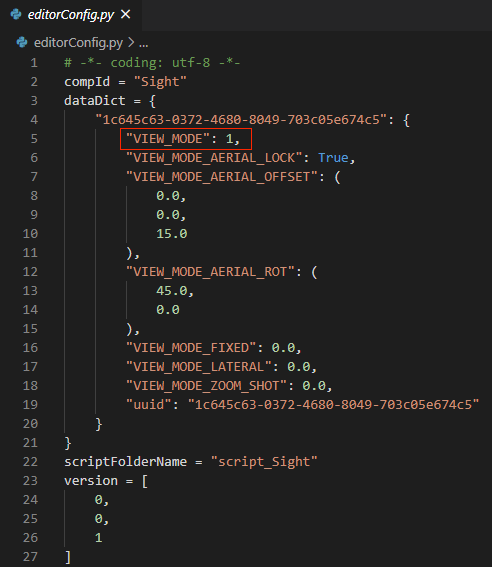 editorConfig.py ×
editorConfig.py > ...
1 # -*- coding: utf-8 -*-
2 compId = "Sight"
3 dataDict = {
4     "1c645c63-0372-4680-8049-703c05e674c5": {
5         "VIEW_MODE": 1,
6         "VIEW_MODE_AERIAL_LOCK": True,
7         "VIEW_MODE_AERIAL_OFFSET": (
8             0.0,
9             0.0,
10             15.0
11         ),
12         "VIEW_MODE_AERIAL_ROT": (
13             45.0,
14             0.0
15         ),
16         "VIEW_MODE_FIXED": 0.0,
17         "VIEW_MODE_LATERAL": 0.0,
18         "VIEW_MODE_ZOOM_SHOT": 0.0,
19         "uuid": "1c645c63-0372-4680-8049-703c05e674c5"
20     }
21 }
22 scriptFolderName = "script_Sight"
23 version = [
24     0,
25     0,
26     1
27 ]